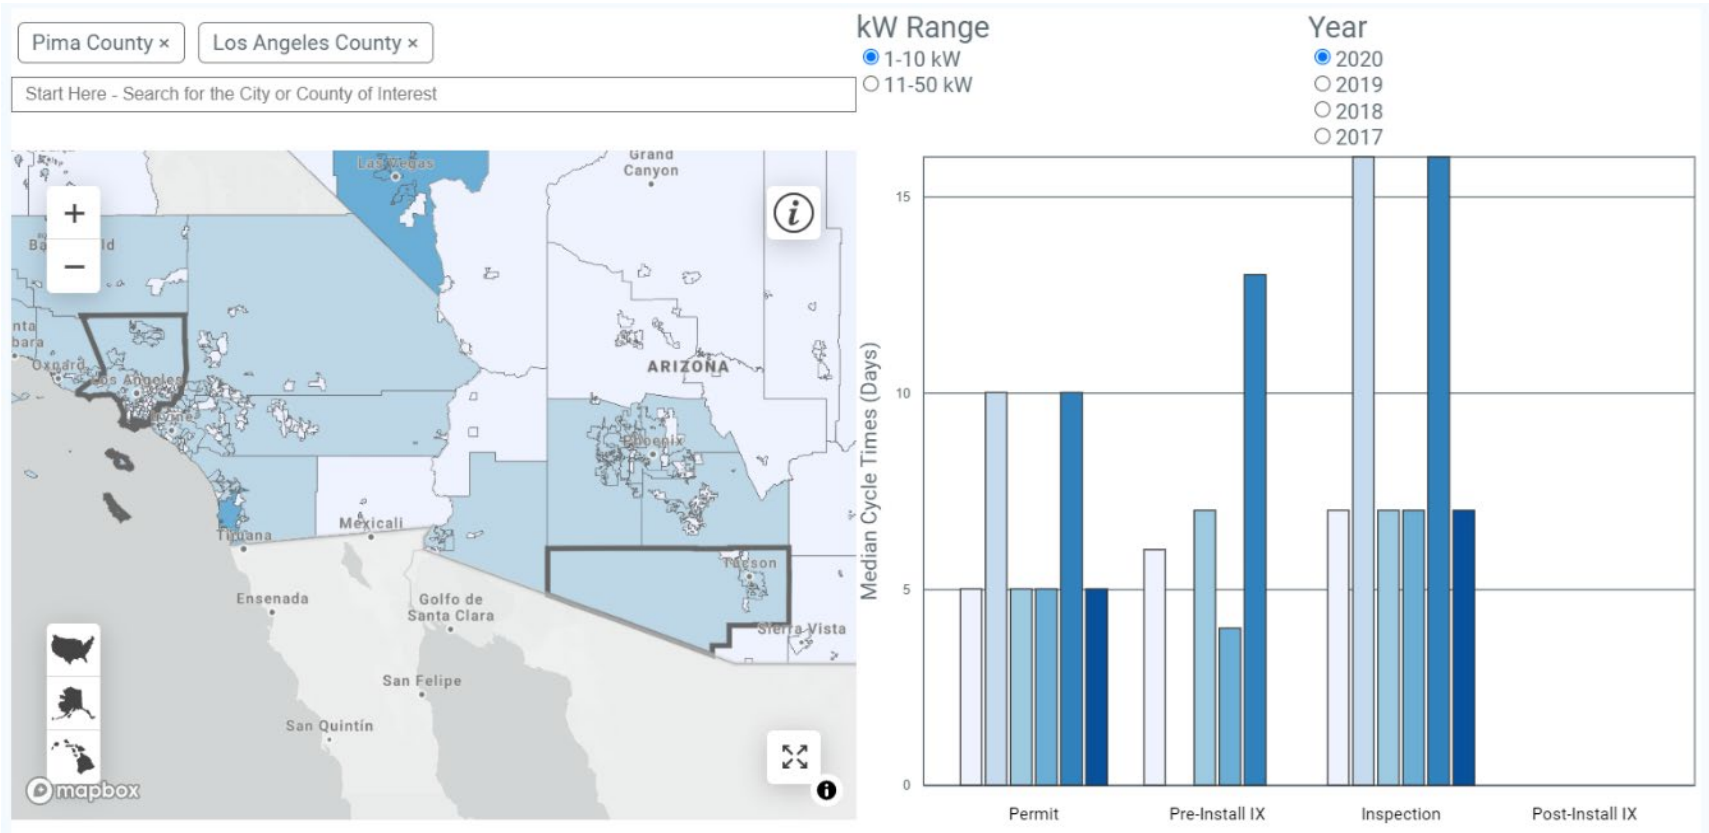 Pima County ×
Los Angeles County ×
Start Here - Search for the City or County of Interest
kW Range
1-10 kW
11-50 kW
Year
2020
2019
2018
2017
+
−
i
Las Vegas
Grand
Canyon
ARIZONA
Oxnard
Los Angeles
Phoenix
Tijuana
Mexicali
Tucson
Ensenada
Golfo de
Santa Clara
Sierra Vista
San Felipe
San Quintín
mapbox
i
Median Cycle Times (Days)
15
10
5
0
Permit
Pre-Install IX
Inspection
Post-Install IX